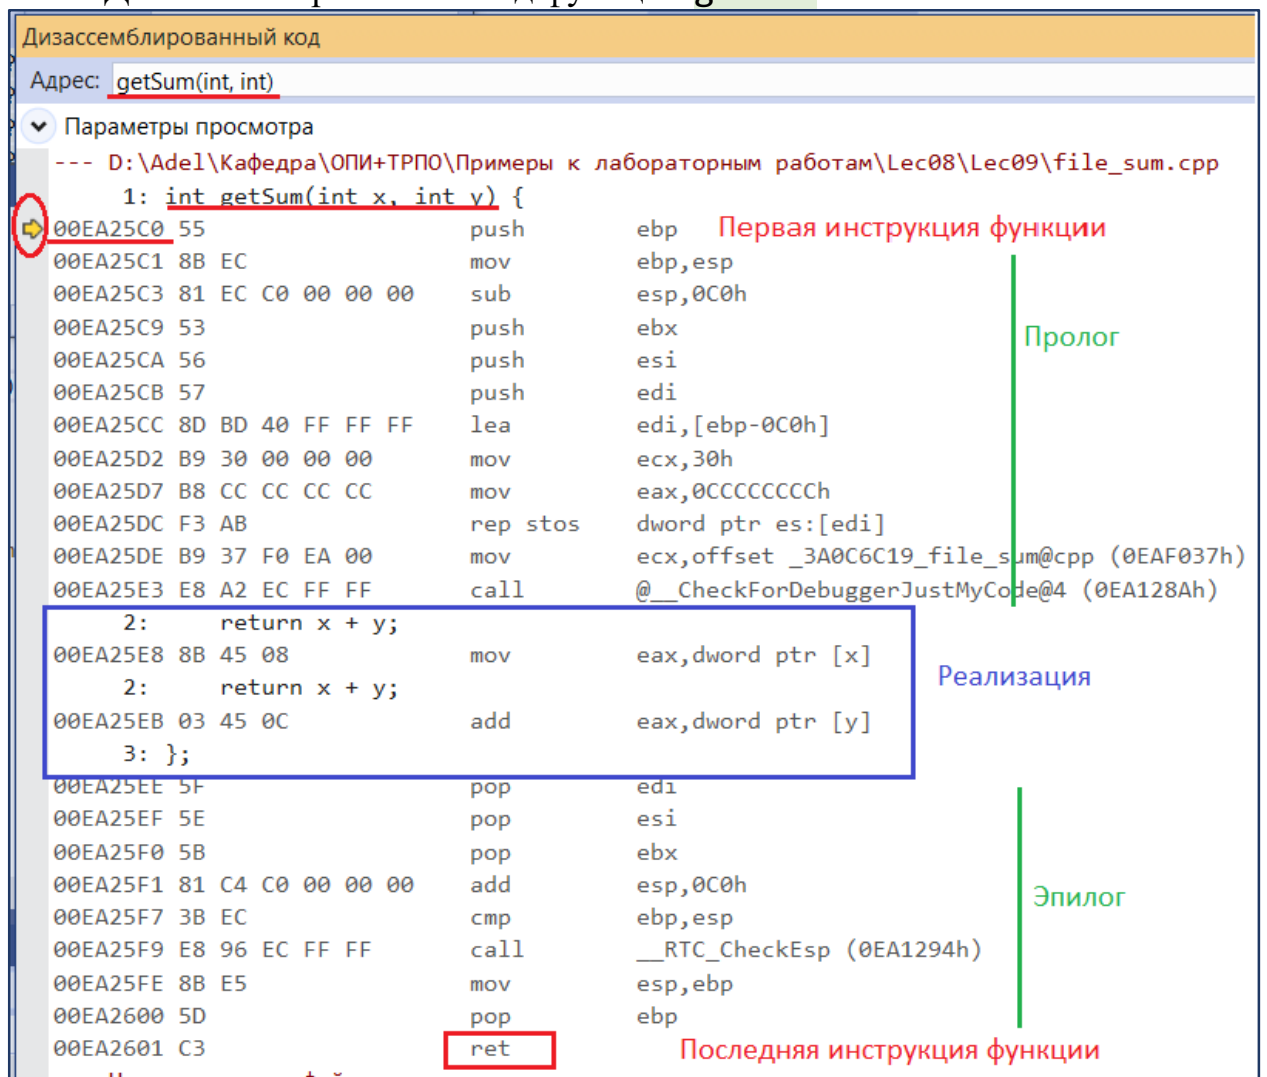 Дизассемблированный код
Адрес: getSum(int, int)
Параметры просмотра
--- D:\Adel\Кафедра\ОПИ+ТРПО\Примеры к лабораторным работам\Lec08\Lec09\file_sum.cpp
1: int getSum(int x, int y) {
00EA25C0 55 push ebp Первая инструкция функции
00EA25C1 8B EC mov ebp,esp
00EA25C3 81 EC C0 00 00 00 sub esp,0C0h
00EA25C9 53 push ebx
Пролог
00EA25CA 56 push esi
00EA25CB 57 push edi
00EA25CC 8D BD 40 FF FF FF lea edi,[ebp-0C0h]
00EA25D2 B9 30 00 00 00 mov ecx,30h
00EA25D7 B8 CC CC CC CC mov eax,0CCCCCCCCh
00EA25DC F3 AB rep stos dword ptr es:[edi]
00EA25DE B9 37 F0 EA 00 mov ecx,offset _3A0C6C19_file_sum@cpp (0EAF037h)
00EA25E3 E8 A2 EC FF FF call @__CheckForDebuggerJustMyCode@4 (0EA128Ah)
2: return x + y;
00EA25E8 8B 45 08 mov eax,dword ptr [x]
Реализация
2: return x + y;
00EA25EB 03 45 0C add eax,dword ptr [y]
3: };
00EA25EE 5F pop edi
00EA25EF 5E pop esi
00EA25F0 5B pop ebx
00EA25F1 81 C4 C0 00 00 00 add esp,0C0h
Эпилог
00EA25F7 3B EC cmp ebp,esp
00EA25F9 E8 96 EC FF FF call __RTC_CheckEsp (0EA1294h)
00EA25FE 8B E5 mov esp,ebp
00EA2600 5D pop ebp
00EA2601 C3 ret Последняя инструкция функции